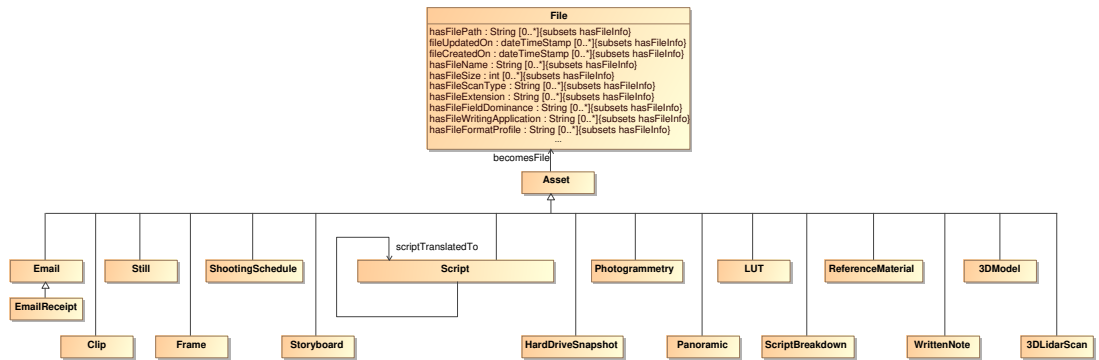 File
hasFilePath : String [0..*]{subsets hasFileInfo}
fileUpdatedOn : dateTimeStamp [0..*]{subsets hasFileInfo}
fileCreatedOn : dateTimeStamp [0..*]{subsets hasFileInfo}
hasFileName : String [0..*]{subsets hasFileInfo}
hasFileSize : int [0..*]{subsets hasFileInfo}
hasFileScanType : String [0..*]{subsets hasFileInfo}
hasFileExtension : String [0..*]{subsets hasFileInfo}
hasFileFieldDominance : String [0..*]{subsets hasFileInfo}
hasFileWritingApplication : String [0..*]{subsets hasFileInfo}
hasFileFormatProfile : String [0..*]{subsets hasFileInfo}
...
becomesFile
Asset
scriptTranslatedTo
Email
Still
ShootingSchedule
Script
Photogrammetry
LUT
ReferenceMaterial
3DModel
EmailReceipt
Clip
Frame
Storyboard
HardDriveSnapshot
Panoramic
ScriptBreakdown
WrittenNote
3DLidarScan